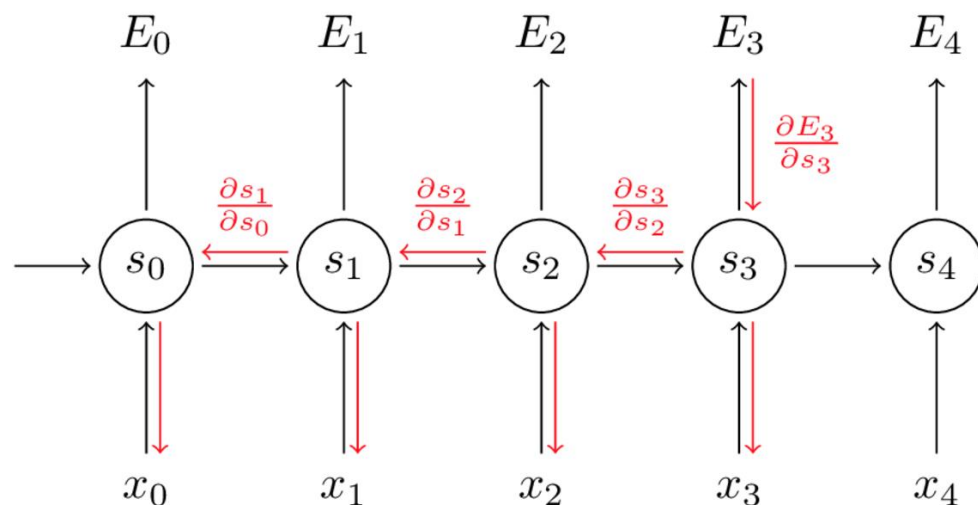 E₀ E₁ E₂ E₃ E₄
∂E₃/∂s₃
∂s₁/∂s₀ ∂s₂/∂s₁ ∂s₃/∂s₂
s₀ s₁ s₂ s₃ s₄
x₀ x₁ x₂ x₃ x₄